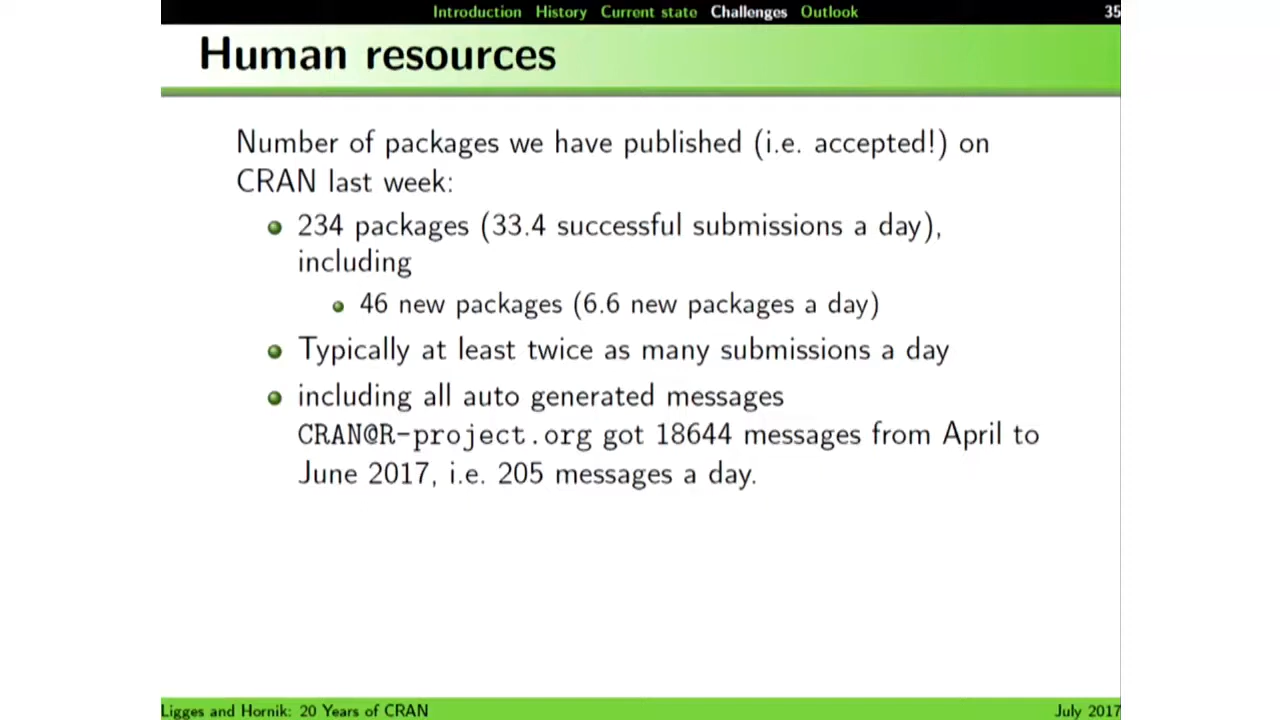 Introduction History Current state Challenges Outlook 35
Human resources
Number of packages we have published (i.e. accepted!) on
CRAN last week:
234 packages (33.4 successful submissions a day),
including
46 new packages (6.6 new packages a day)
Typically at least twice as many submissions a day
including all auto generated messages
CRAN@R-project.org got 18644 messages from April to
June 2017, i.e. 205 messages a day.
Ligges and Hornik: 20 Years of CRAN July 2017